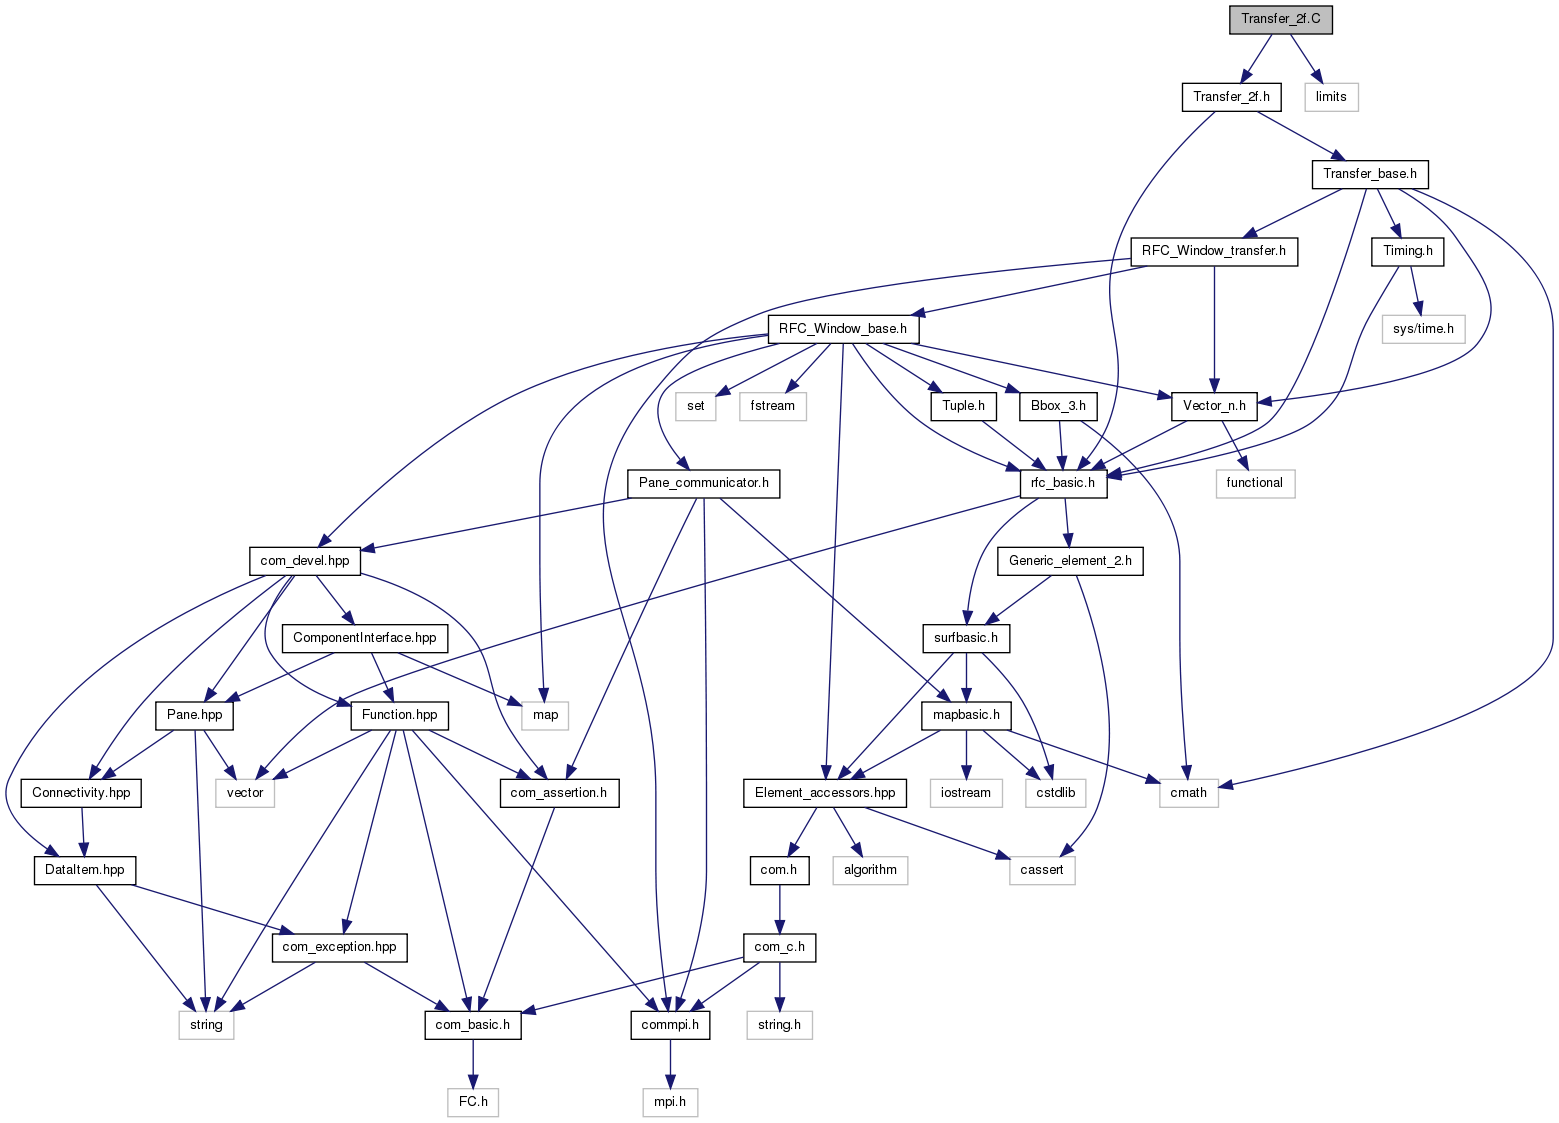 Transfer_2f.C
Transfer_2f.h
limits
Transfer_base.h
RFC_Window_transfer.h
Timing.h
RFC_Window_base.h
sys/time.h
set
fstream
Tuple.h
Bbox_3.h
Vector_n.h
Pane_communicator.h
rfc_basic.h
functional
com_devel.hpp
Generic_element_2.h
ComponentInterface.hpp
surfbasic.h
Pane.hpp
Function.hpp
map
mapbasic.h
Connectivity.hpp
vector
com_assertion.h
Element_accessors.hpp
iostream
cstdlib
cmath
DataItem.hpp
com.h
algorithm
cassert
com_exception.hpp
com_c.h
string
com_basic.h
commpi.h
string.h
FC.h
mpi.h